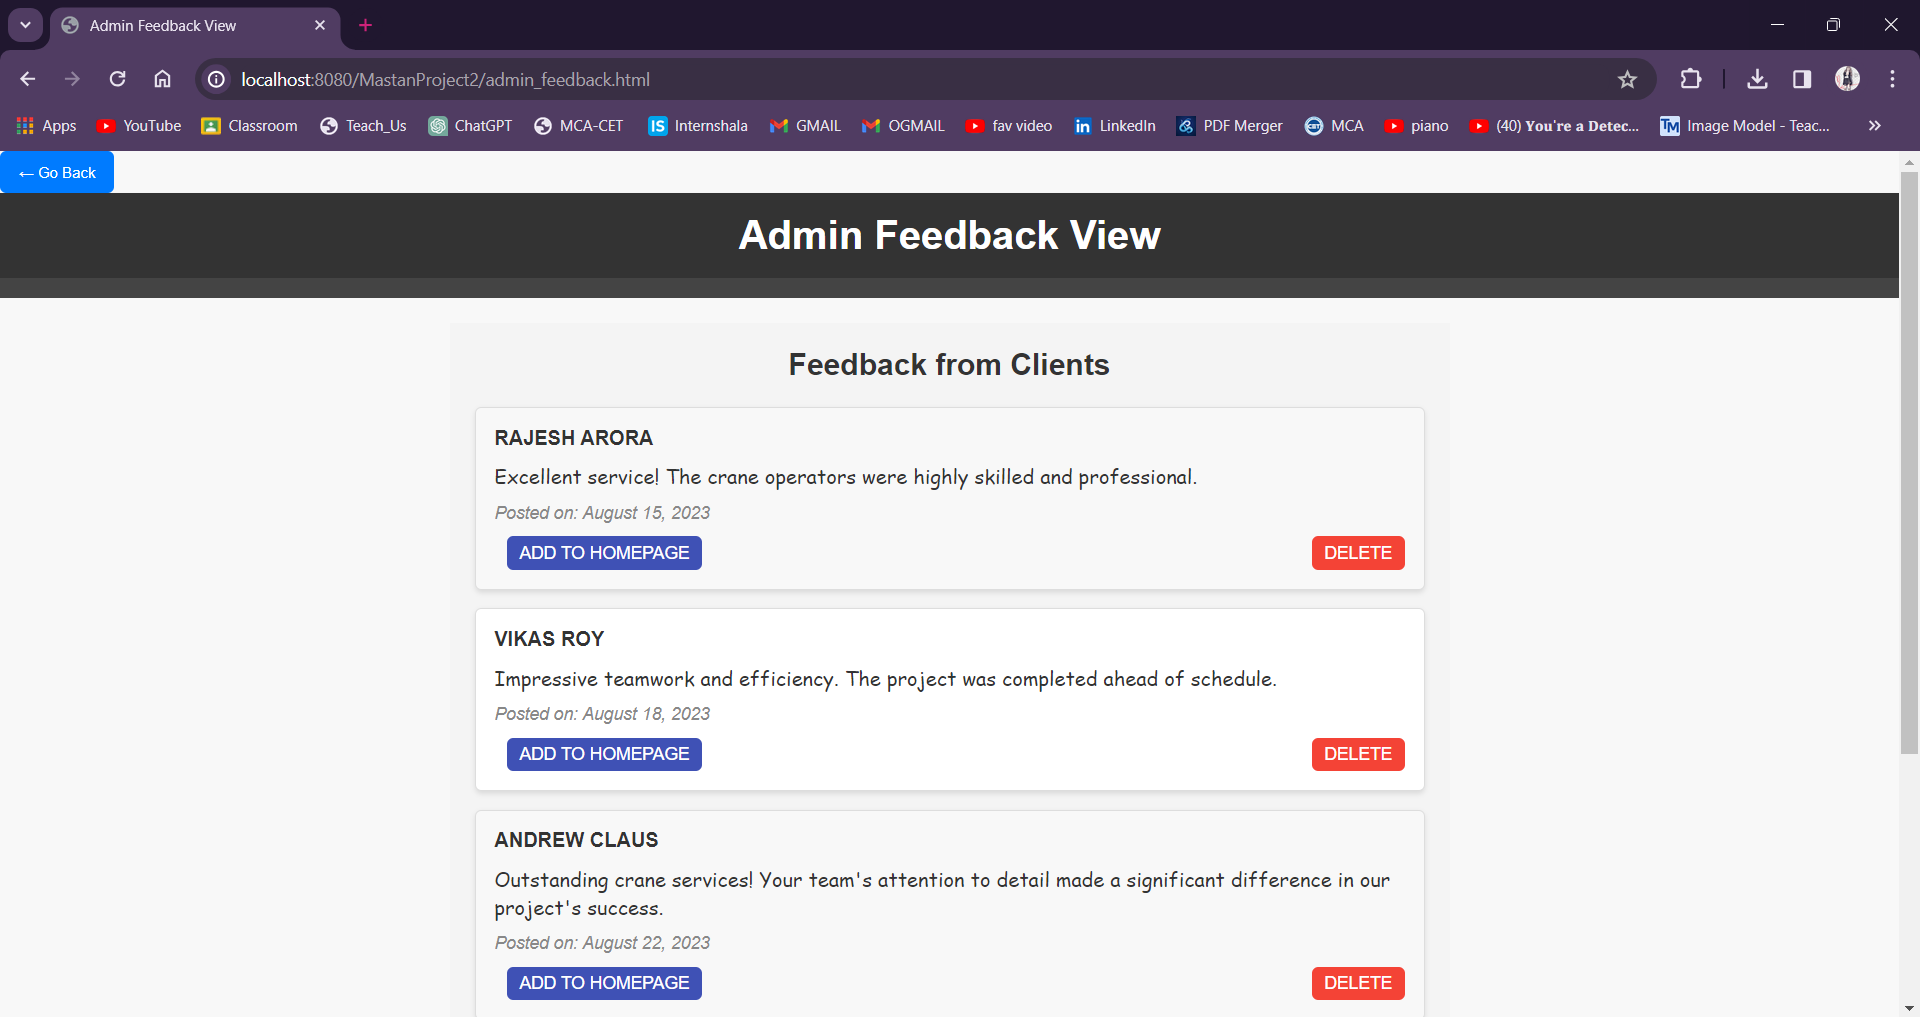 Admin Feedback View
localhost:8080/MastanProject2/admin_feedback.html
Apps YouTube Classroom Teach_Us ChatGPT MCA-CET IS Internshala GMAIL OGMAIL fav video in LinkedIn PDF Merger CET MCA piano (40) You're a Detec... TM Image Model - Teac... »
← Go Back
Admin Feedback View
Feedback from Clients
RAJESH ARORA
Excellent service! The crane operators were highly skilled and professional.
Posted on: August 15, 2023
ADD TO HOMEPAGE DELETE
VIKAS ROY
Impressive teamwork and efficiency. The project was completed ahead of schedule.
Posted on: August 18, 2023
ADD TO HOMEPAGE DELETE
ANDREW CLAUS
Outstanding crane services! Your team's attention to detail made a significant difference in our
project's success.
Posted on: August 22, 2023
ADD TO HOMEPAGE DELETE